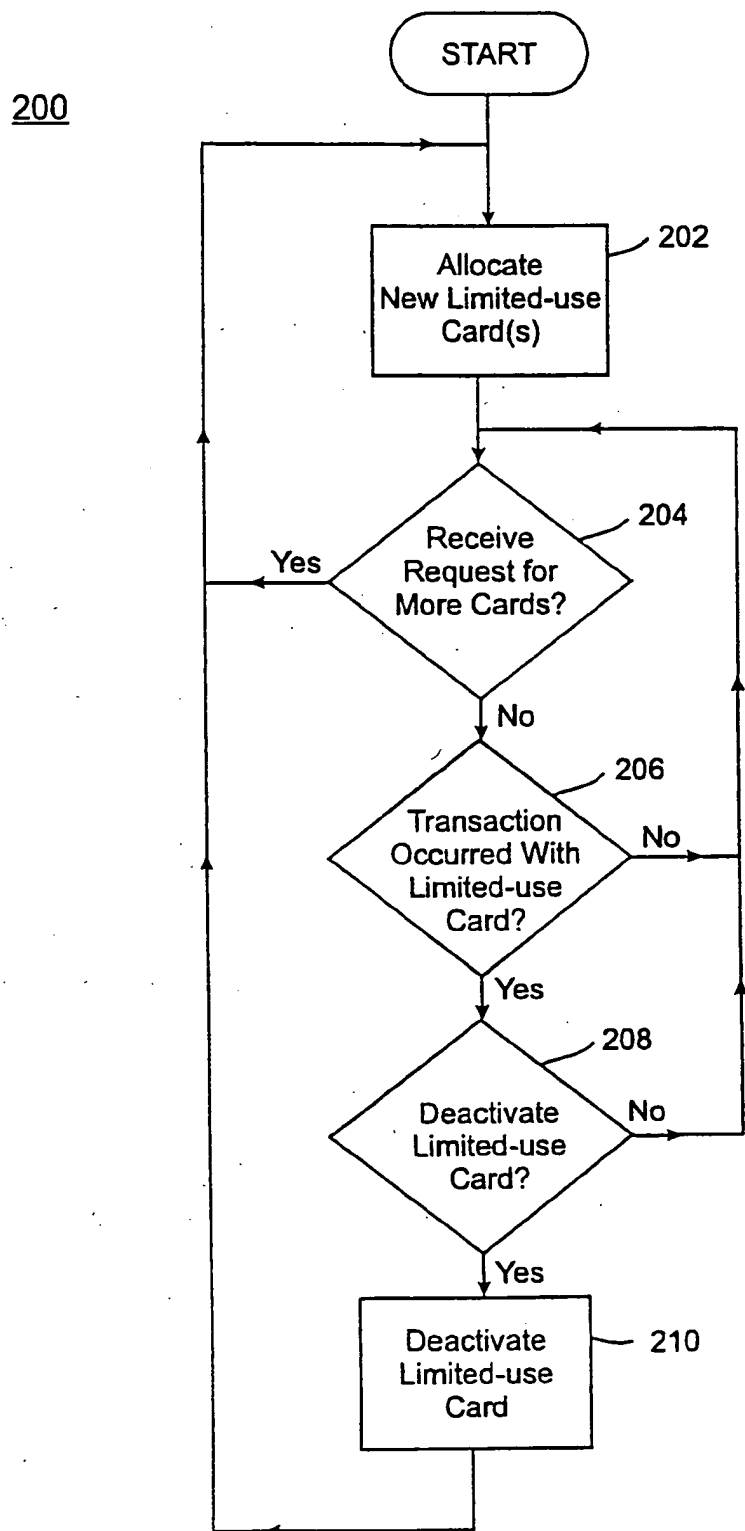 START
200
202
Allocate
New Limited-use
Card(s)
204
Receive
Request for
More Cards?
Yes
No
206
Transaction
Occurred With
Limited-use
Card?
No
Yes
208
Deactivate
Limited-use
Card?
No
Yes
Deactivate
Limited-use
Card
210